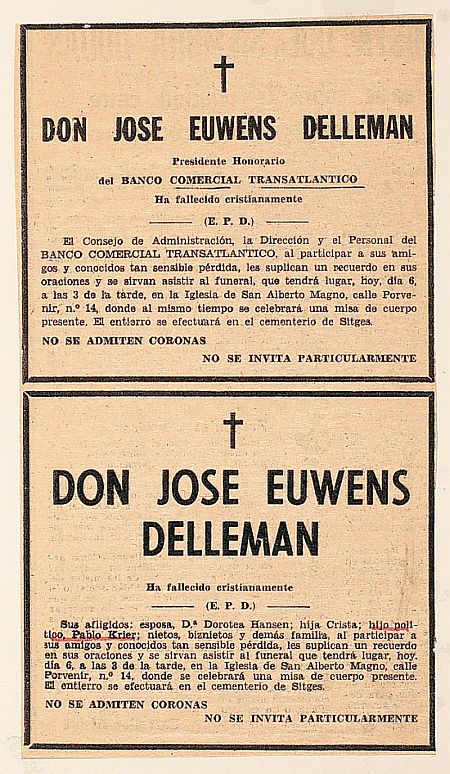 DON JOSE EUWENS DELLEMAN
Presidente Honorario
del BANCO COMERCIAL TRANSATLANTICO
Ha fallecido cristianamente
(E. P. D.)
El Consejo de Administración, la Dirección y el Personal del
BANCO COMERCIAL TRANSATLANTICO, al participar a sus ami-
gos y conocidos tan sensible pérdida, les suplican un recuerdo en sus
oraciones y se sirvan asistir al funeral, que tendrá lugar, hoy, día 6,
a las 3 de la tarde, en la Iglesia de San Alberto Magno, calle Porve-
nir, n.º 14, donde al mismo tiempo se celebrará una misa de cuerpo
presente. El entierro se efectuará en el cementerio de Sitges.
NO SE ADMITEN CORONAS
NO SE INVITA PARTICULARMENTE
DON JOSE EUWENS
DELLEMAN
Ha fallecido cristianamente
(E. P. D.)
Sus afligidos: esposa, D.ª Dorotea Hansen; hija Crista; hijo polí-
tico, Pablo Krier; nietos, biznietos y demás familia, al participar a
sus amigos y conocidos tan sensible pérdida, les suplican un recuerdo
en sus oraciones y se sirvan asistir al funeral que tendrá lugar, hoy,
día 6, a las 3 de la tarde, en la Iglesia de San Alberto Magno, calle
Porvenir, n.º 14, donde se celebrará una misa de cuerpo presente.
El entierro se efectuará en el cementerio de Sitges.
NO SE ADMITEN CORONAS
NO SE INVITA PARTICULARMENTE